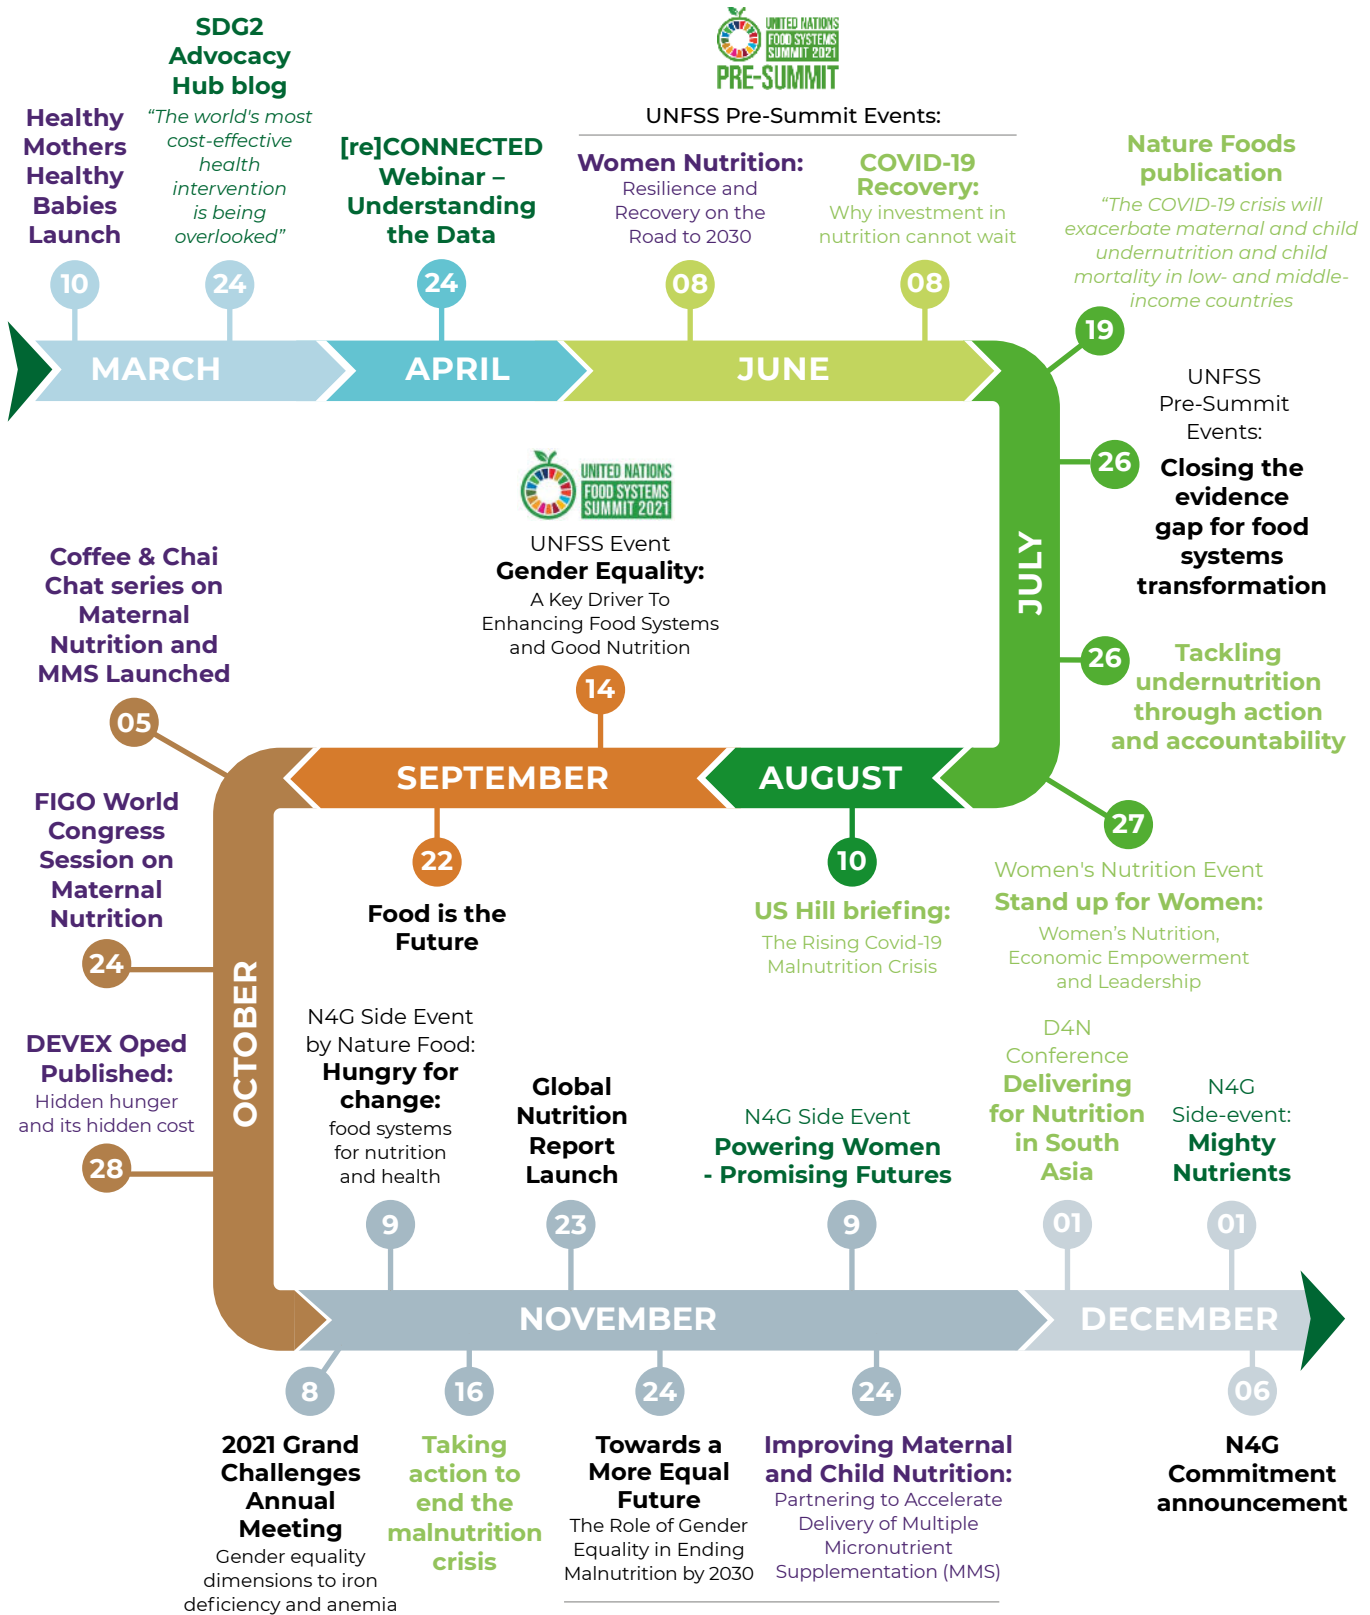 Healthy
Mothers
Healthy
Babies
Launch
10
SDG2
Advocacy
Hub blog
“The world's most
cost-effective
health
intervention
is being
overlooked”
24
[re]CONNECTED
Webinar –
Understanding
the Data
24
UNITED NATIONS
FOOD SYSTEMS
SUMMIT 2021
PRE-SUMMIT
UNFSS Pre-Summit Events:
Women Nutrition:
Resilience and
Recovery on the
Road to 2030
08
COVID-19
Recovery:
Why investment in
nutrition cannot wait
08
Nature Foods
publication
“The COVID-19 crisis will
exacerbate maternal and child
undernutrition and child
mortality in low- and middle-
income countries
19
MARCH
APRIL
JUNE
JULY
UNFSS
Pre-Summit
Events:
Closing the
evidence
gap for food
systems
transformation
26
Tackling
undernutrition
through action
and accountability
26
27
Women's Nutrition Event
Stand up for Women:
Women’s Nutrition,
Economic Empowerment
and Leadership
AUGUST
10
US Hill briefing:
The Rising Covid-19
Malnutrition Crisis
UNITED NATIONS
FOOD SYSTEMS
SUMMIT 2021
UNFSS Event
Gender Equality:
A Key Driver To
Enhancing Food Systems
and Good Nutrition
14
SEPTEMBER
22
Food is the
Future
Coffee & Chai
Chat series on
Maternal
Nutrition and
MMS Launched
05
FIGO World
Congress
Session on
Maternal
Nutrition
24
OCTOBER
DEVEX Oped
Published:
Hidden hunger
and its hidden cost
28
N4G Side Event
by Nature Food:
Hungry for
change:
food systems
for nutrition
and health
9
Global
Nutrition
Report
Launch
23
N4G Side Event
Powering Women
- Promising Futures
9
D4N
Conference
Delivering
for Nutrition
in South
Asia
01
N4G
Side-event:
Mighty
Nutrients
01
NOVEMBER
DECEMBER
8
2021 Grand
Challenges
Annual
Meeting
Gender equality
dimensions to iron
deficiency and anemia
16
Taking
action to
end the
malnutrition
crisis
24
Towards a
More Equal
Future
The Role of Gender
Equality in Ending
Malnutrition by 2030
24
Improving Maternal
and Child Nutrition:
Partnering to Accelerate
Delivery of Multiple
Micronutrient
Supplementation (MMS)
06
N4G
Commitment
announcement